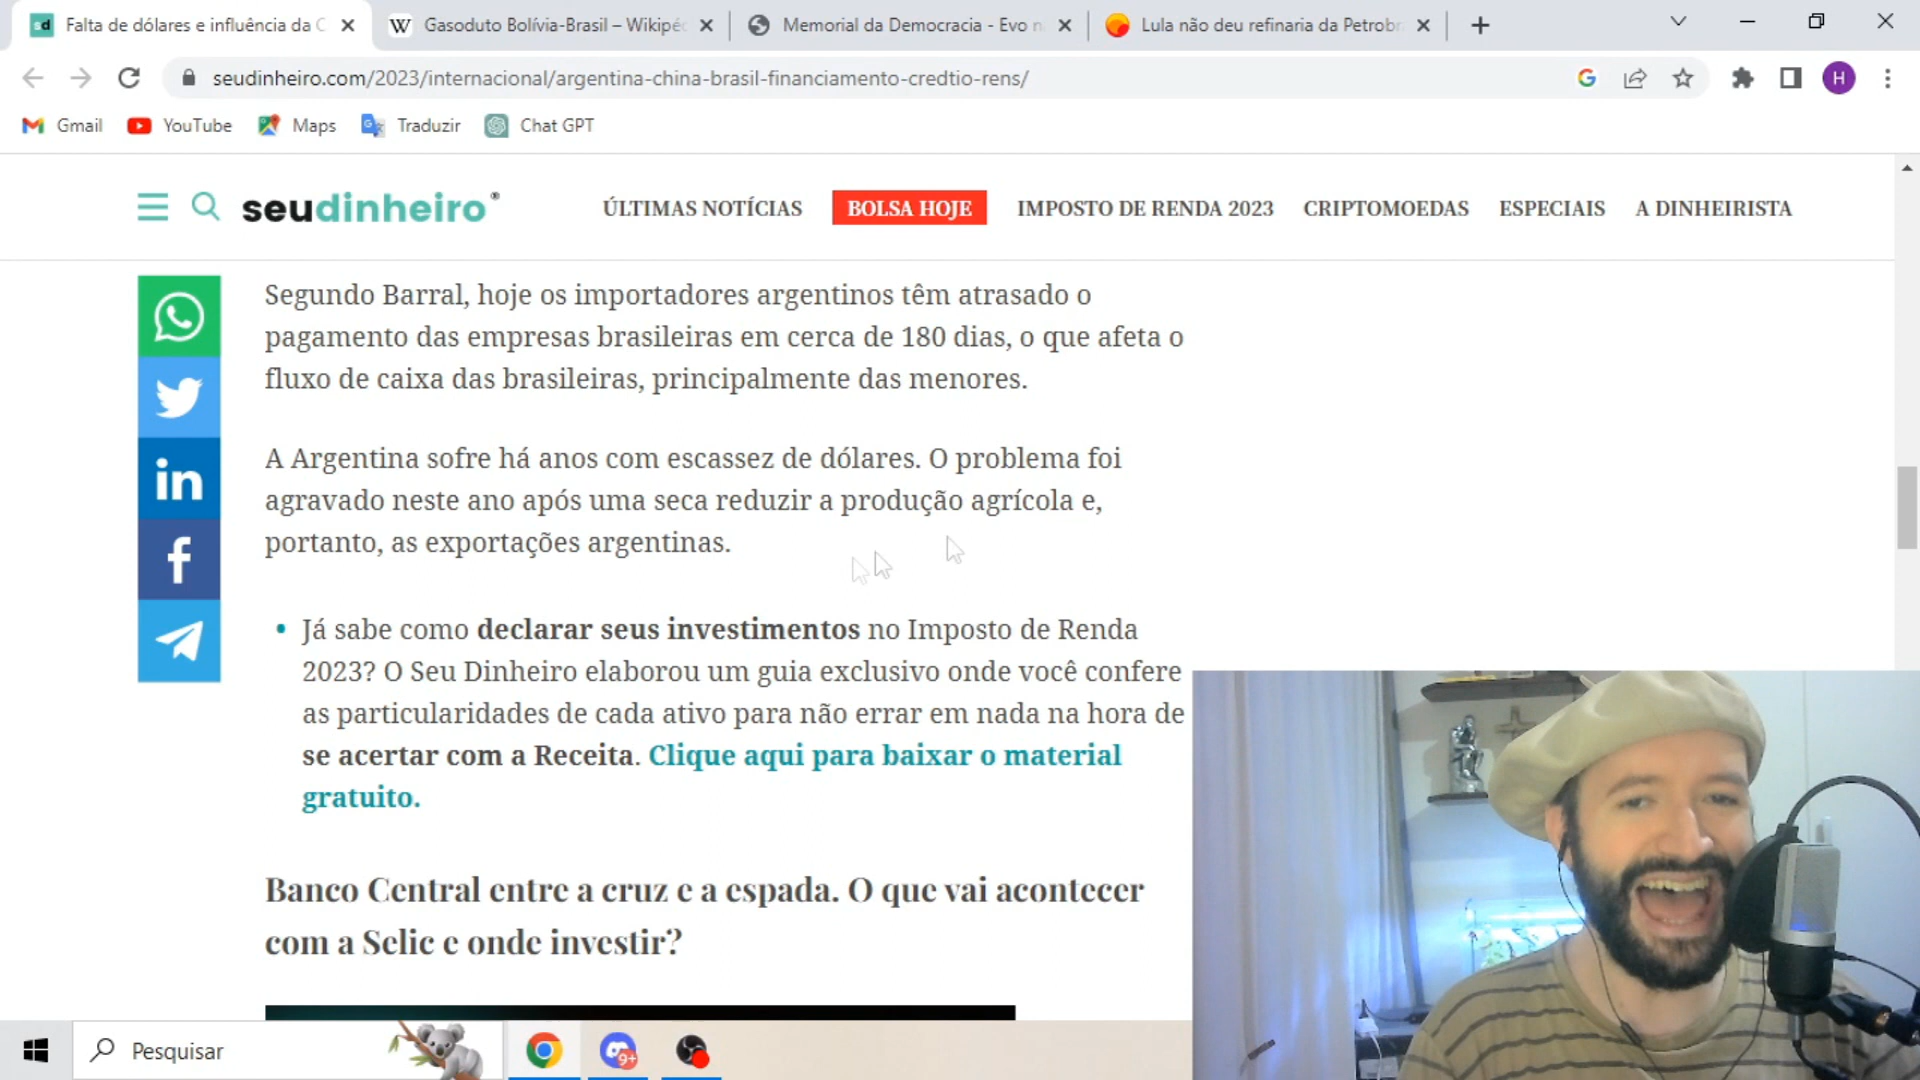 Falta de dólares e influência da C
Gasoduto Bolívia-Brasil – Wikipéd
Memorial da Democracia - Evo n
Lula não deu refinaria da Petrobr
seudinheiro.com/2023/internacional/argentina-china-brasil-financiamento-credtio-rens/
H
Gmail
YouTube
Maps
Traduzir
Chat GPT
seudinheiro
ÚLTIMAS NOTÍCIAS
BOLSA HOJE
IMPOSTO DE RENDA 2023
CRIPTOMOEDAS
ESPECIAIS
A DINHEIRISTA
Segundo Barral, hoje os importadores argentinos têm atrasado o
pagamento das empresas brasileiras em cerca de 180 dias, o que afeta o
fluxo de caixa das brasileiras, principalmente das menores.
A Argentina sofre há anos com escassez de dólares. O problema foi
agravado neste ano após uma seca reduzir a produção agrícola e,
portanto, as exportações argentinas.
• Já sabe como declarar seus investimentos no Imposto de Renda
2023? O Seu Dinheiro elaborou um guia exclusivo onde você confere
as particularidades de cada ativo para não errar em nada na hora de
se acertar com a Receita. Clique aqui para baixar o material
gratuito.
Banco Central entre a cruz e a espada. O que vai acontecer
com a Selic e onde investir?
Pesquisar
9+